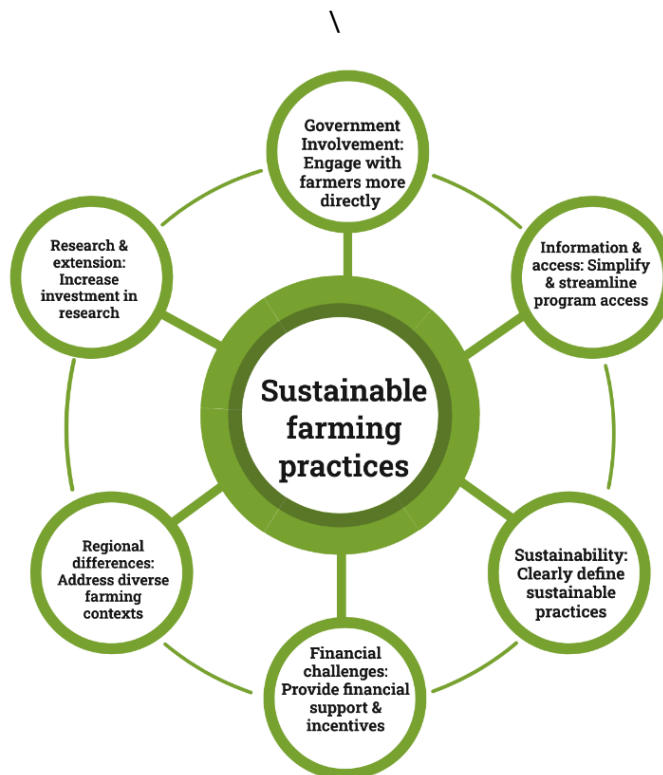 \
Government
Involvement:
Engage with
farmers more
directly
Information &
access: Simplify
& streamline
program access
Sustainability:
Clearly define
sustainable
practices
Financial
challenges:
Provide financial
support &
incentives
Regional
differences:
Address diverse
farming
contexts
Research &
extension:
Increase
investment in
research
Sustainable
farming
practices